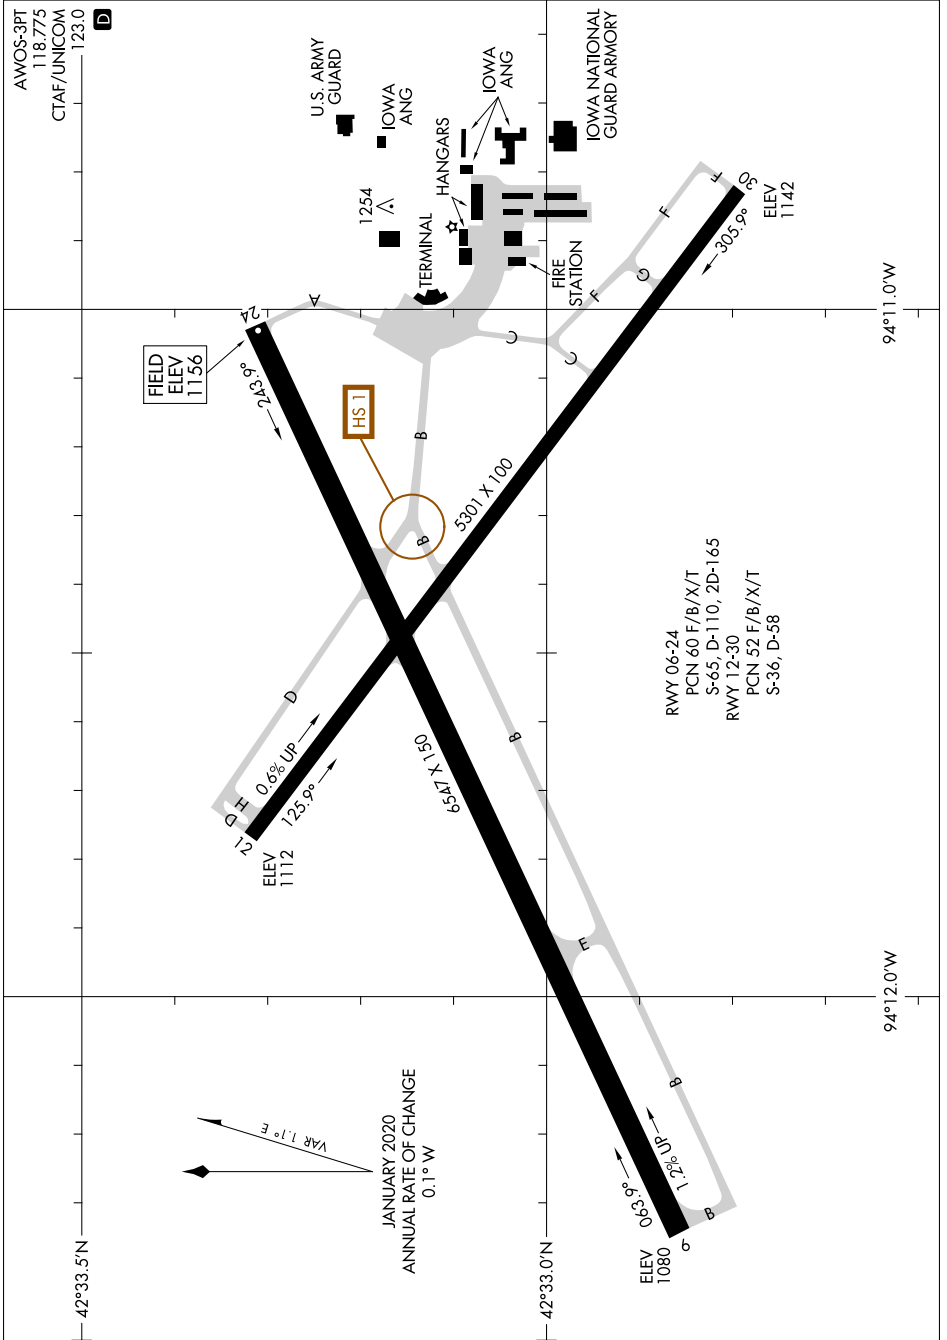 AWOS-3PT
118.775
CTAF/UNICOM
123.0
D
U.S. ARMY
GUARD
IOWA
ANG
IOWA
ANG
IOWA NATIONAL
GUARD ARMORY
HANGARS
1254
TERMINAL
FIRE
STATION
FIELD
ELEV
1156
24
243.9°
A
HS 1
B
B
C
C
F
G
F
F
30
ELEV
1142
305.9°
94°11.0'W
5301 X 100
D
0.6% UP
125.9°
D
H
12
ELEV
1112
6547 X 150
B
RWY 06-24
PCN 60 F/B/X/T
S-65, D-110, 2D-165
RWY 12-30
PCN 52 F/B/X/T
S-36, D-58
E
94°12.0'W
B
VAR 1.1° E
JANUARY 2020
ANNUAL RATE OF CHANGE
0.1° W
063.9°
1.2% UP
B
6
ELEV
1080
42°33.5'N
42°33.0'N